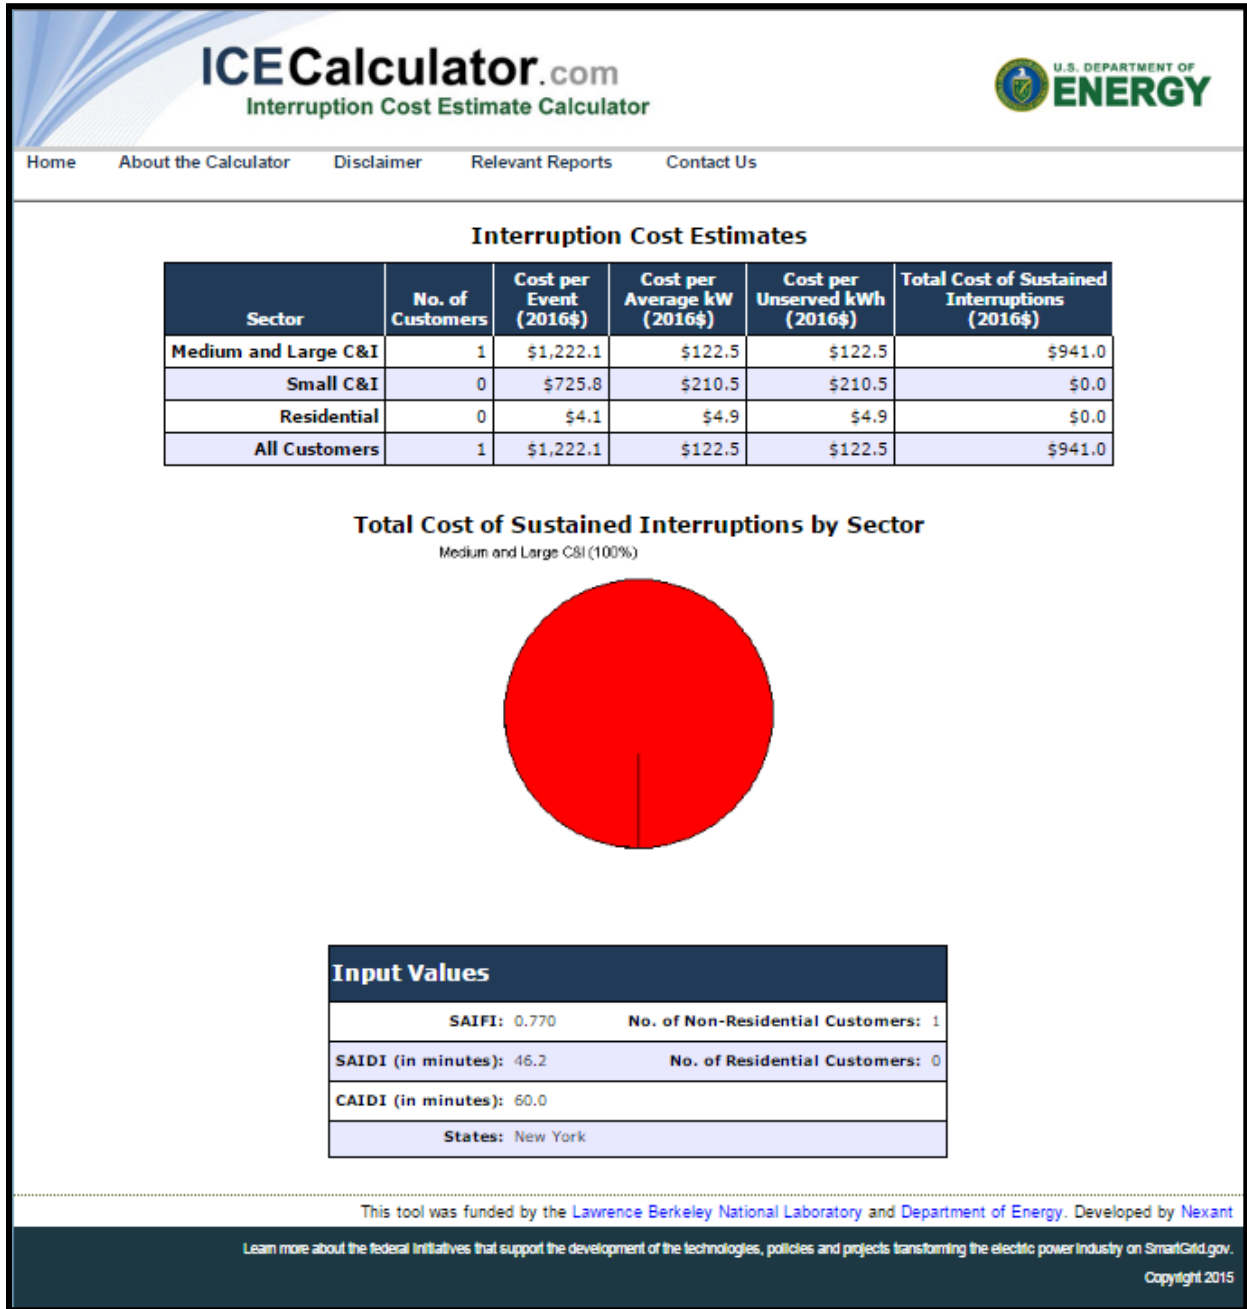 ICECalculator.com
Interruption Cost Estimate Calculator
U.S. DEPARTMENT OF
ENERGY
Home About the Calculator Disclaimer Relevant Reports Contact Us
Interruption Cost Estimates
Sector No. of Customers Cost per Event (2016$) Cost per Average kW (2016$) Cost per Unserved kWh (2016$) Total Cost of Sustained Interruptions (2016$)
Medium and Large C&I 1 $1,222.1 $122.5 $122.5 $941.0
Small C&I 0 $725.8 $210.5 $210.5 $0.0
Residential 0 $4.1 $4.9 $4.9 $0.0
All Customers 1 $1,222.1 $122.5 $122.5 $941.0
Total Cost of Sustained Interruptions by Sector
Medium and Large C&I (100%)
Input Values
SAIFI: 0.770 No. of Non-Residential Customers: 1
SAIDI (in minutes): 46.2 No. of Residential Customers: 0
CAIDI (in minutes): 60.0
States: New York
This tool was funded by the Lawrence Berkeley National Laboratory and Department of Energy. Developed by Nexant
Learn more about the federal initiatives that support the development of the technologies, policies and projects transforming the electric power industry on SmartGrid.gov.
Copyright 2015